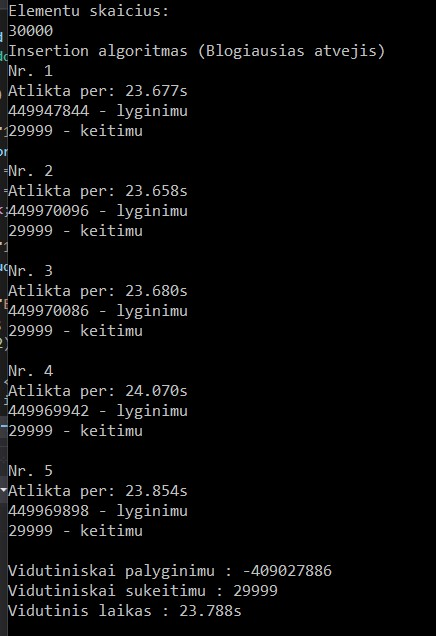 Elementu skaicius:
30000
Insertion algoritmas (Blogiausias atvejis)
Nr. 1
Atlikta per: 23.677s
449947844 - lyginimu
29999 - keitimu
Nr. 2
Atlikta per: 23.658s
449970096 - lyginimu
29999 - keitimu
Nr. 3
Atlikta per: 23.680s
449970086 - lyginimu
29999 - keitimu
Nr. 4
Atlikta per: 24.070s
449969942 - lyginimu
29999 - keitimu
Nr. 5
Atlikta per: 23.854s
449969898 - lyginimu
29999 - keitimu
Vidutiniskai palyginimu : -409027886
Vidutiniskai sukeitimu : 29999
Vidutinis laikas : 23.788s